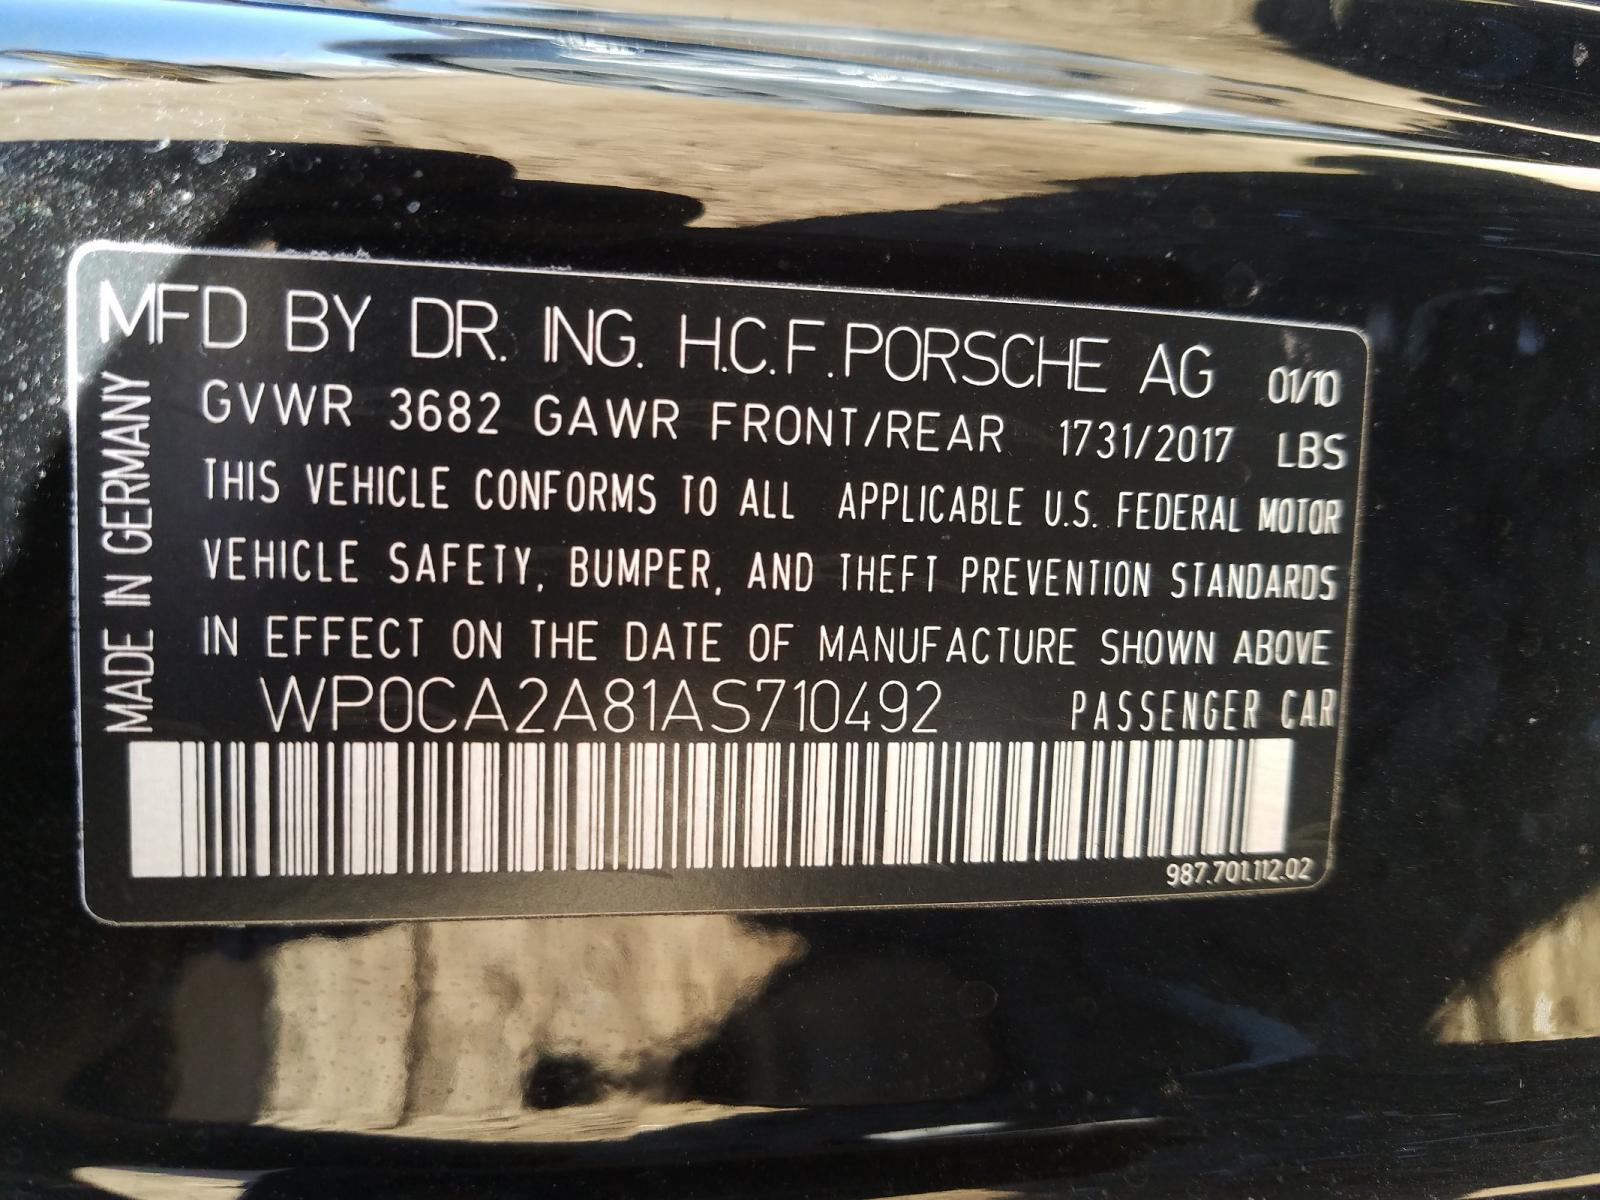 MFD BY DR. ING. H.C.F. PORSCHE AG 01/10
GVWR 3682 GAWR FRONT/REAR 1731/2017 LBS
THIS VEHICLE CONFORMS TO ALL APPLICABLE U.S. FEDERAL MOTOR
VEHICLE SAFETY, BUMPER, AND THEFT PREVENTION STANDARDS
IN EFFECT ON THE DATE OF MANUFACTURE SHOWN ABOVE
WP0CA2A81AS710492 PASSENGER CAR
987.701.112.02
MADE IN GERMANY